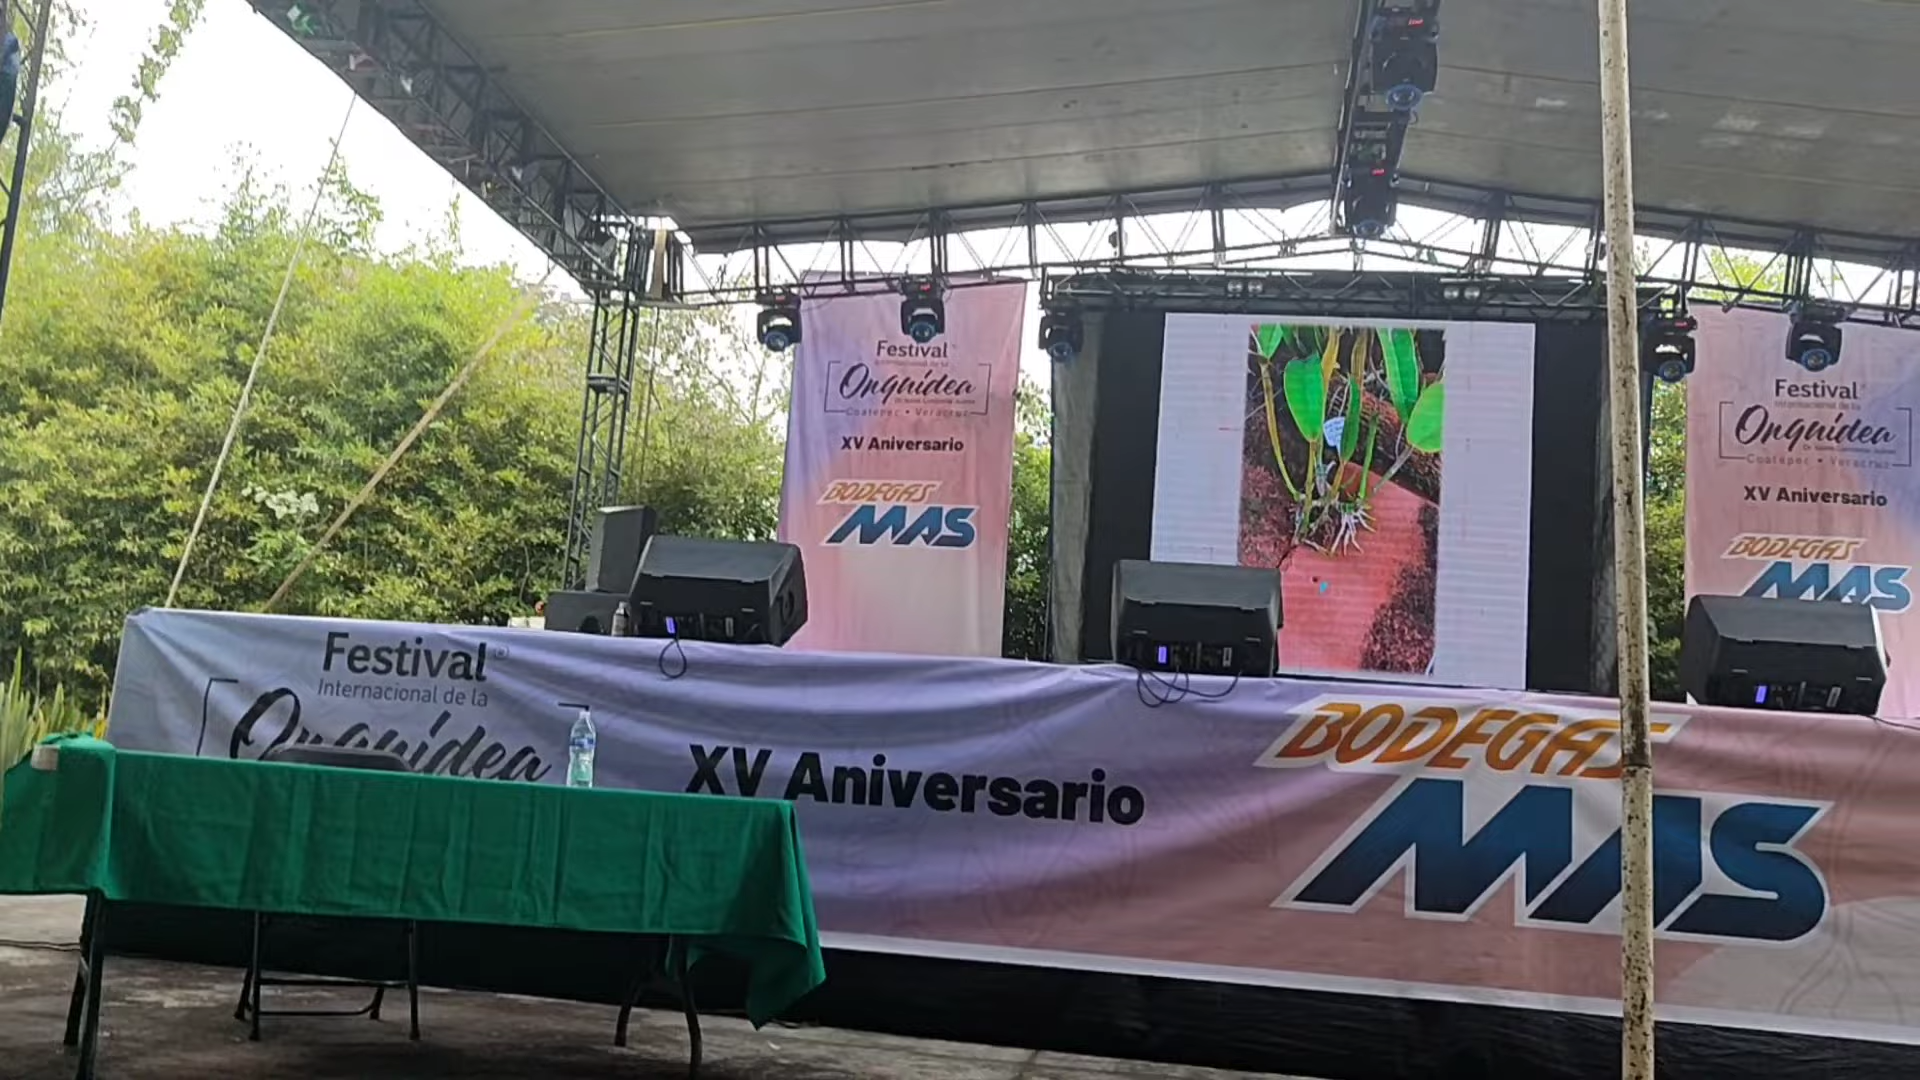 Festival
Internacional de la
Orquídea
Coatepec • Veracruz
XV Aniversario
BODEGAS
MAS
Festival
Internacional de la
Orquídea
Coatepec • Veracruz
XV Aniversario
BODEGAS
MAS
Festival®
Internacional de la
Orquídea
XV Aniversario
BODEGAS
MAS